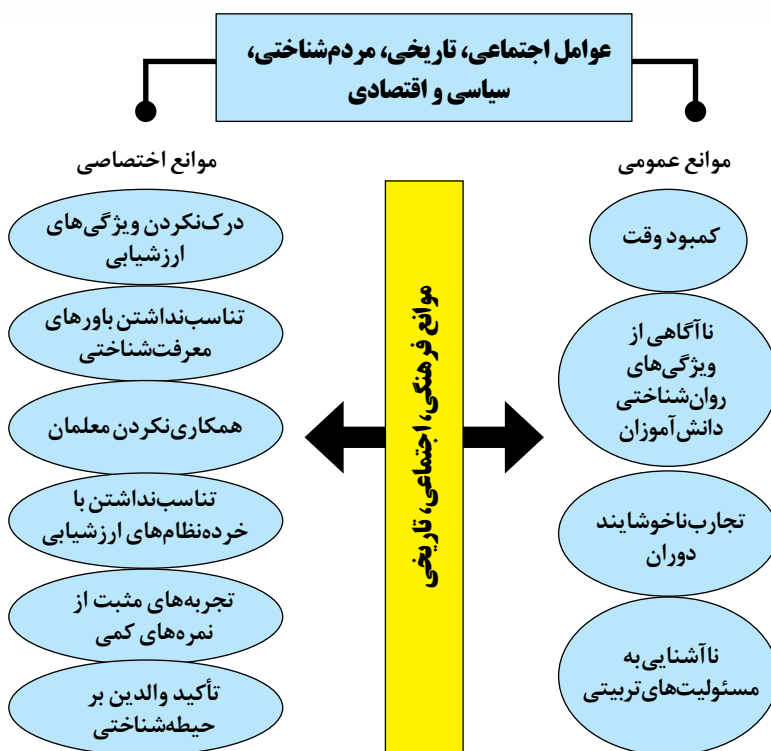 عوامل اجتماعی، تاریخی، مردم‌شناختی،
سیاسی و اقتصادی
موانع عمومی
کمبود وقت
ناآگاهی از
ویژگی‌های
روان‌شناختی
دانش‌آموزان
تجارب ناخوشایند
دوران
ناآشنایی به
مسئولیت‌های تربیتی
موانع فرهنگی، اجتماعی، تاریخی
موانع اختصاصی
درک‌نکردن ویژگی‌های
ارزشیابی
تناسب‌نداشتن باورهای
معرفت‌شناختی
همکاری‌نکردن معلمان
تناسب‌نداشتن با
خرده‌نظام‌های ارزشیابی
تجربه‌های مثبت از
نمره‌های کمی
تأکید والدین بر
حیطه‌شناختی